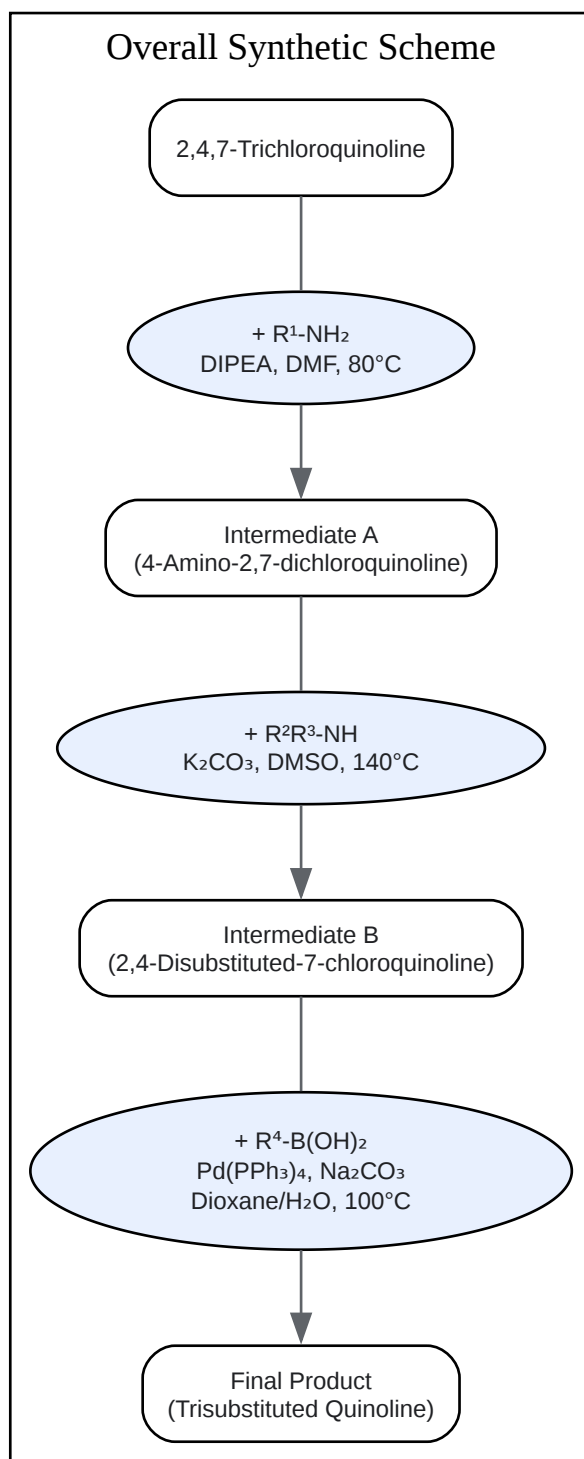 Overall Synthetic Scheme
2,4,7-Trichloroquinoline
+ R¹-NH₂
DIPEA, DMF, 80°C
Intermediate A
(4-Amino-2,7-dichloroquinoline)
+ R²R³-NH
K₂CO₃, DMSO, 140°C
Intermediate B
(2,4-Disubstituted-7-chloroquinoline)
+ R⁴-B(OH)₂
Pd(PPh₃)₄, Na₂CO₃
Dioxane/H₂O, 100°C
Final Product
(Trisubstituted Quinoline)